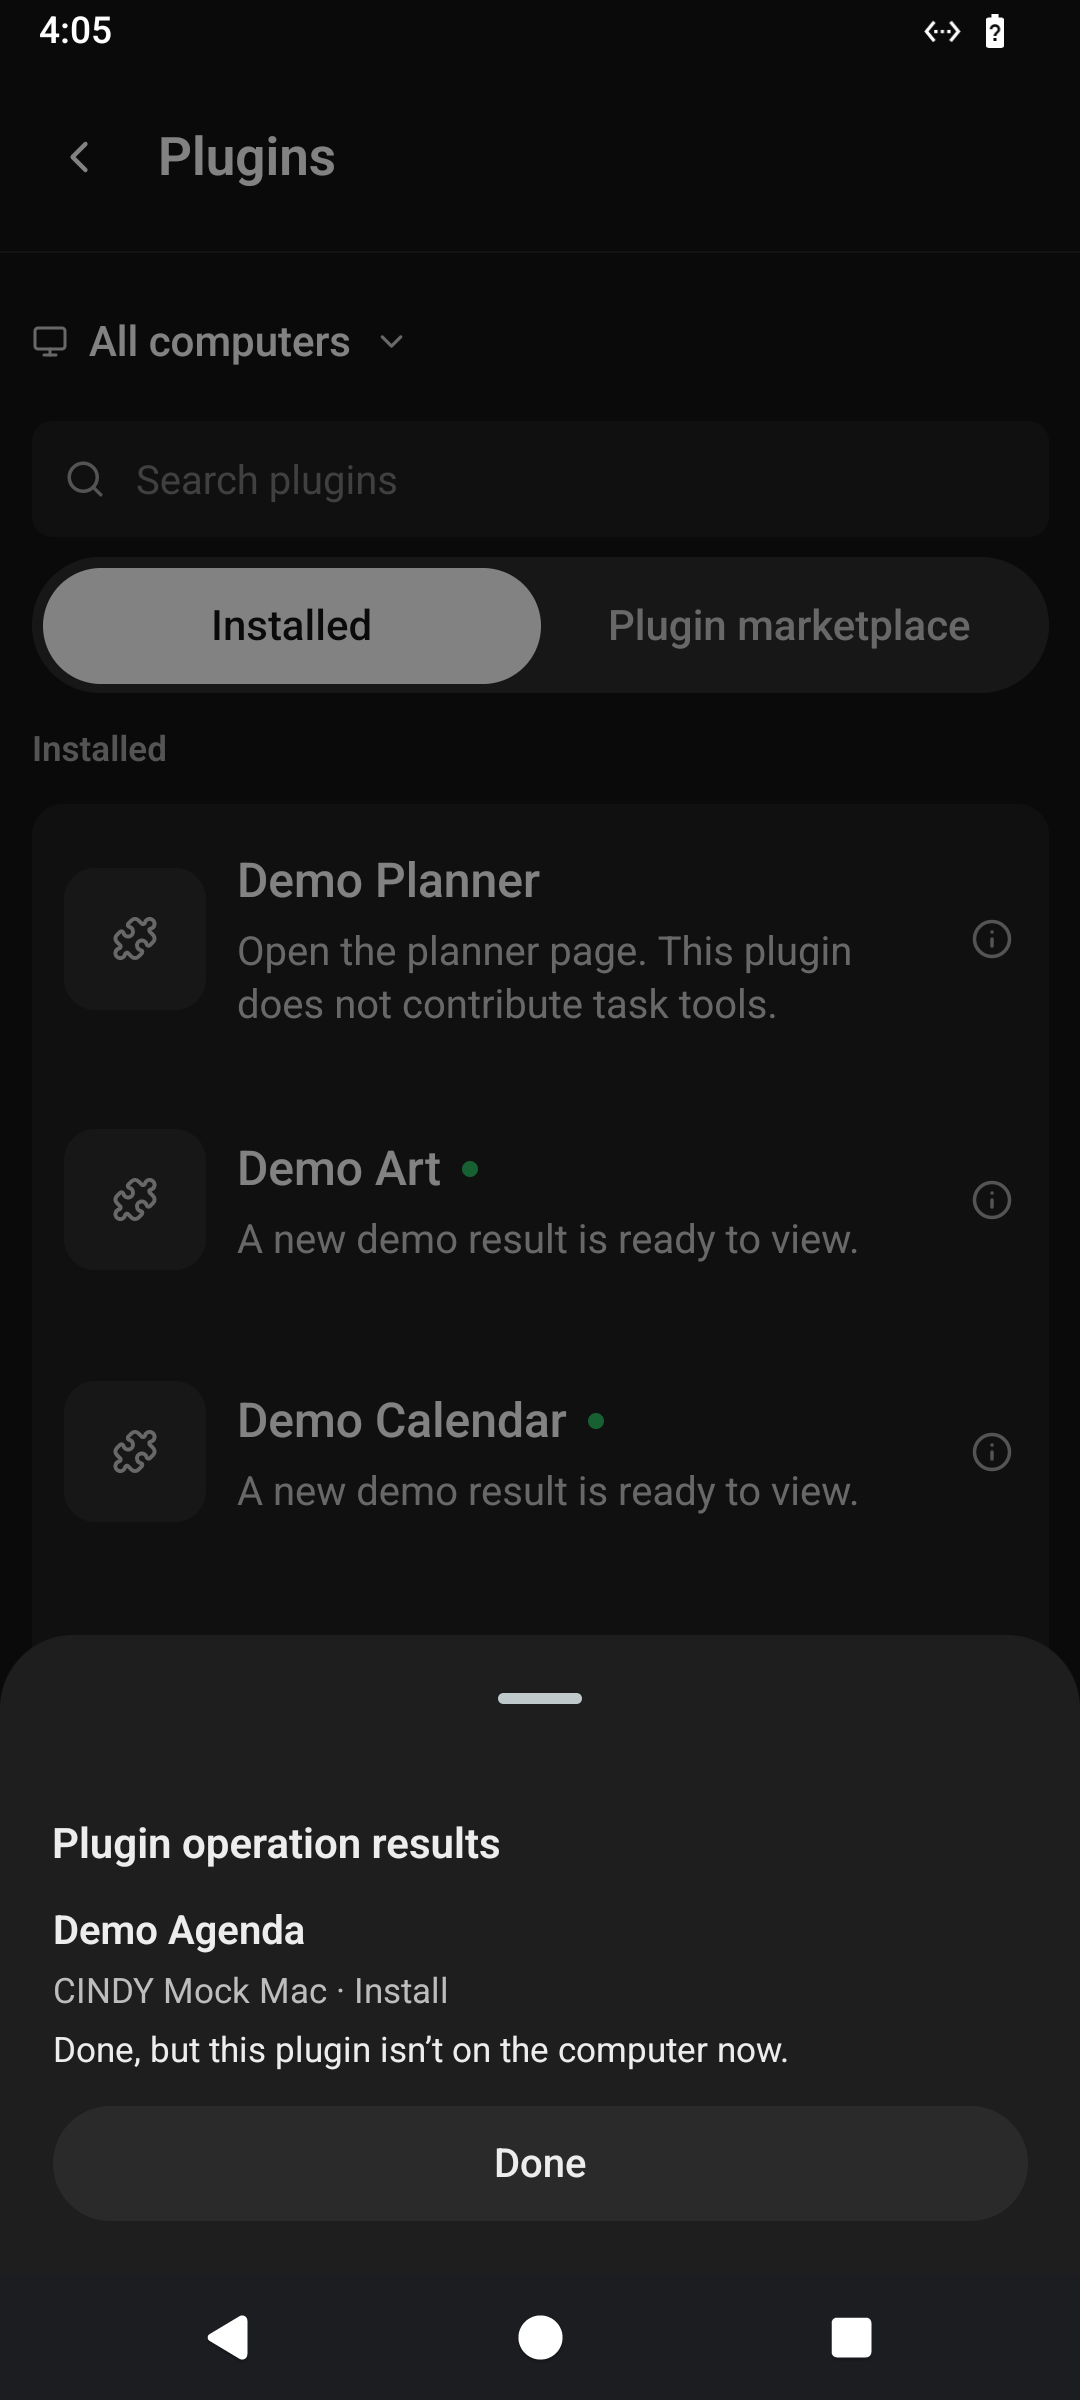 4:05
Plugins
All computers
Search plugins
Installed
Plugin marketplace
Installed
Demo Planner
Open the planner page. This plugin
does not contribute task tools.
Demo Art
A new demo result is ready to view.
Demo Calendar
A new demo result is ready to view.
Plugin operation results
Demo Agenda
CINDY Mock Mac · Install
Done, but this plugin isn’t on the computer now.
Done